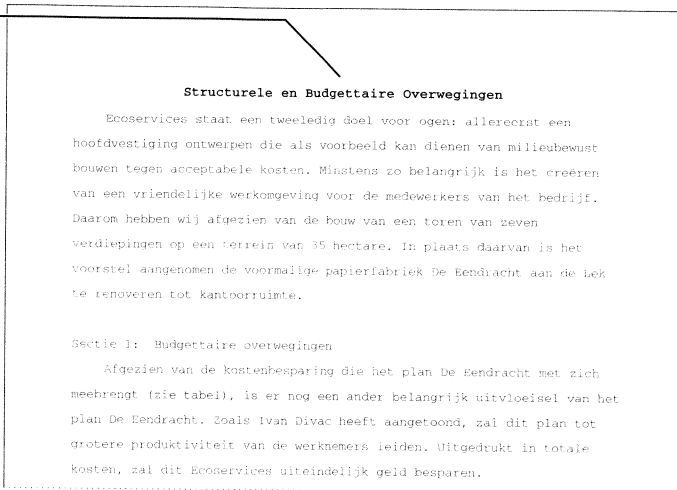 Structurele en Budgettaire Overwegingen
Ecoservices staat een tweeledig doel voor ogen: allereerst een
hoofdvestiging ontwerpen die als voorbeeld kan dienen van milieubewust
bouwen tegen acceptabele kosten. Minstens zo belangrijk is het creëren
van een vriendelijke werkomgeving voor de medewerkers van het bedrijf.
Daarom hebben wij afgezien van de bouw van een toren van zeven
verdiepingen op een terrein van 35 hectare. In plaats daarvan is het
voorstel aangenomen de voormalige papierfabriek De Eendracht aan de Lek
te renoveren tot kantoorruimte.
Sectie 1: Budgettaire overwegingen
Afgezien van de kostenbesparing die het plan De Eendracht met zich
meebrengt (zie tabel), is er nog een ander belangrijk uitvloeisel van het
plan De Eendracht. Zoals Ivan Divac heeft aangetoond, zal dit plan tot
grotere produktiviteit van de werknemers leiden. Uitgedrukt in totale
kosten, zal dit Ecoservices uiteindelijk geld besparen.